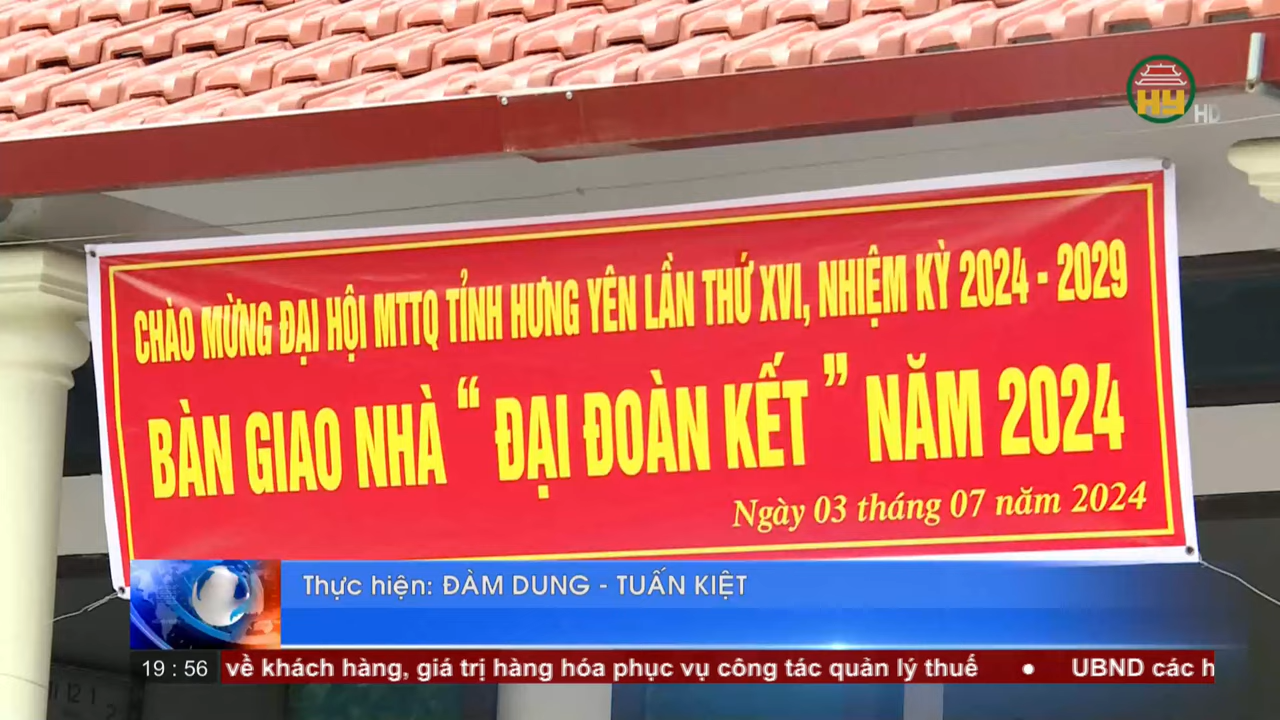 HY HD
CHÀO MỪNG ĐẠI HỘI MTTQ TỈNH HƯNG YÊN LẦN THỨ XVI, NHIỆM KỲ 2024 - 2029
BÀN GIAO NHÀ “ ĐẠI ĐOÀN KẾT ” NĂM 2024
Ngày 03 tháng 07 năm 2024
Thực hiện: ĐÀM DUNG - TUẤN KIỆT
19 : 56 về khách hàng, giá trị hàng hóa phục vụ công tác quản lý thuế • UBND các h